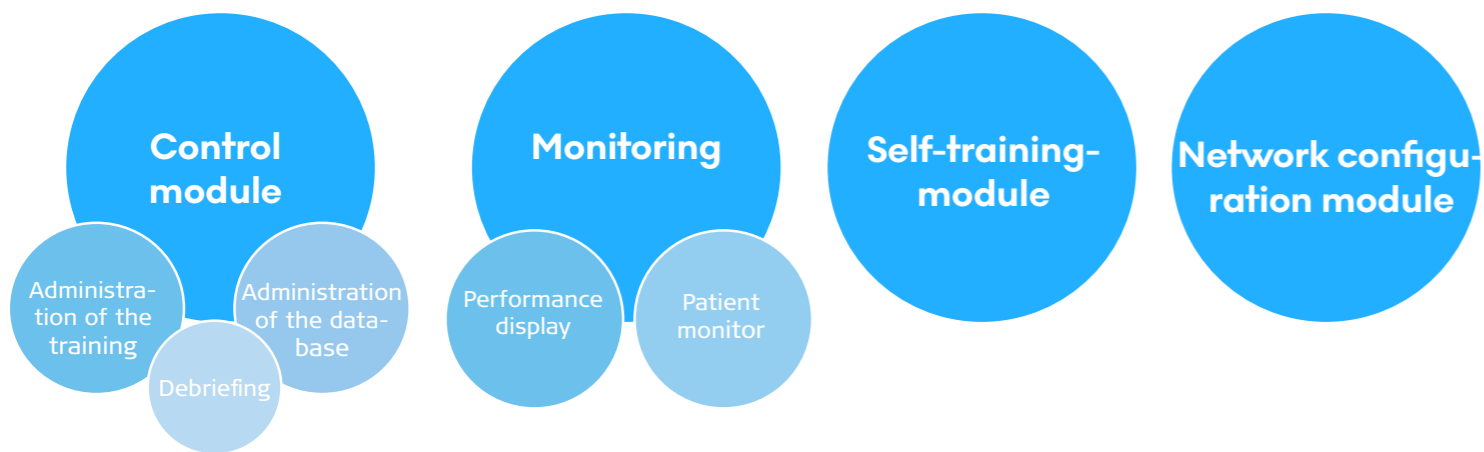 Control
module
Administra-
tion of the
training
Administration
of the data-
base
Debriefing
Monitoring
Performance
display
Patient
monitor
Self-training-
module
Network configu-
ration module